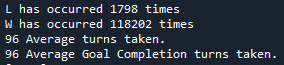 L has occurred 1798 times
W has occurred 118202 times
96 Average turns taken.
96 Average Goal Completion turns taken.